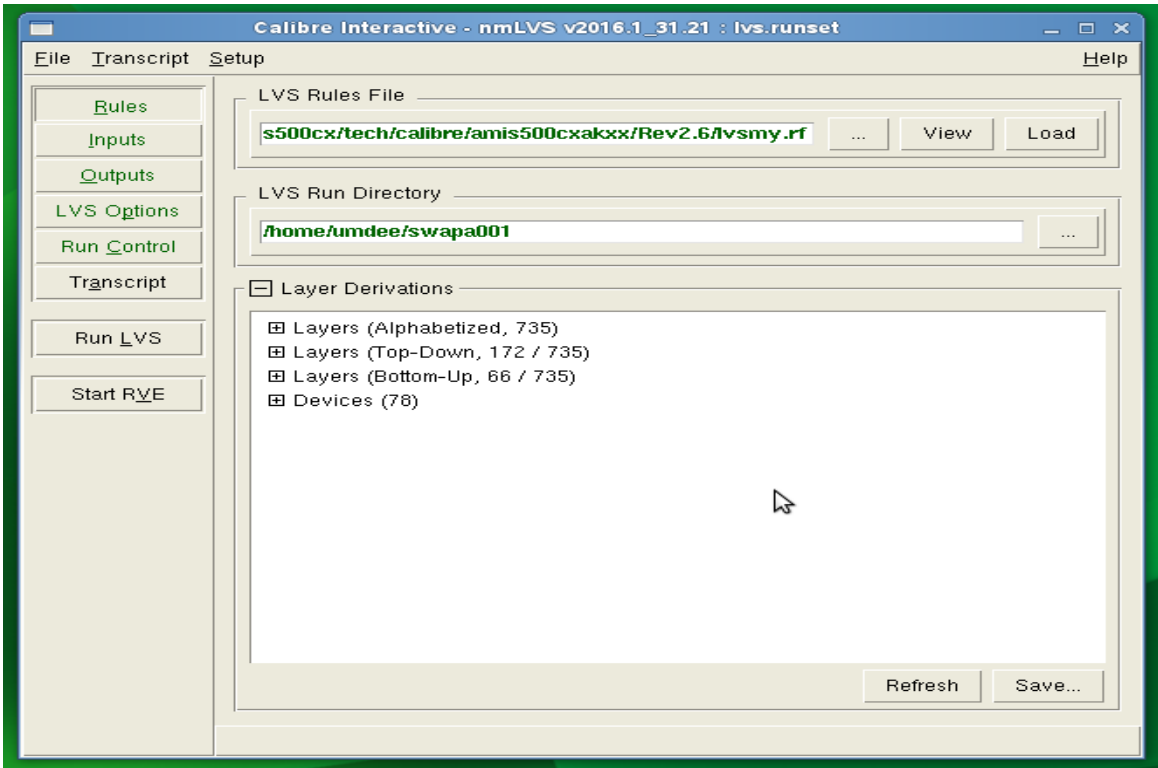 Calibre Interactive - nmLVS v2016.1_31.21 : lvs.runset
File Transcript Setup Help
Rules
Inputs
Outputs
LVS Options
Run Control
Transcript
Run LVS
Start RVE
LVS Rules File
s500cx/tech/calibre/amis500cxakxx/Rev2.6/lvsmy.rf ... View Load
LVS Run Directory
/home/umdee/swapa001 ...
Layer Derivations
Layers (Alphabetized, 735)
Layers (Top-Down, 172 / 735)
Layers (Bottom-Up, 66 / 735)
Devices (78)
Refresh Save...